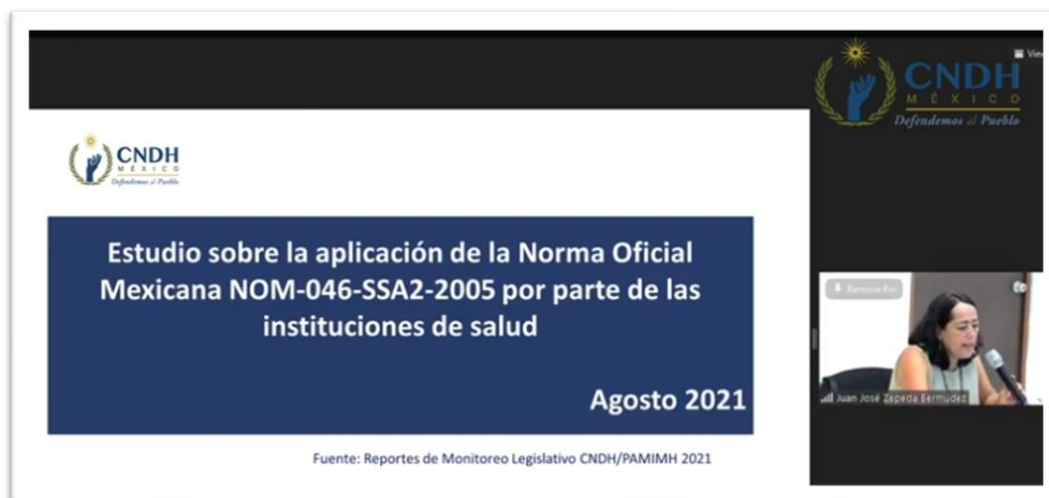 CNDH
MÉXICO
Defendemos al Pueblo
View
CNDH
MÉXICO
Defendemos al Pueblo
Estudio sobre la aplicación de la Norma Oficial
Mexicana NOM-046-SSA2-2005 por parte de las
instituciones de salud
Agosto 2021
Fuente: Reportes de Monitoreo Legislativo CNDH/PAMIMH 2021
Remove Pin
Juan José Zepeda Bermudez